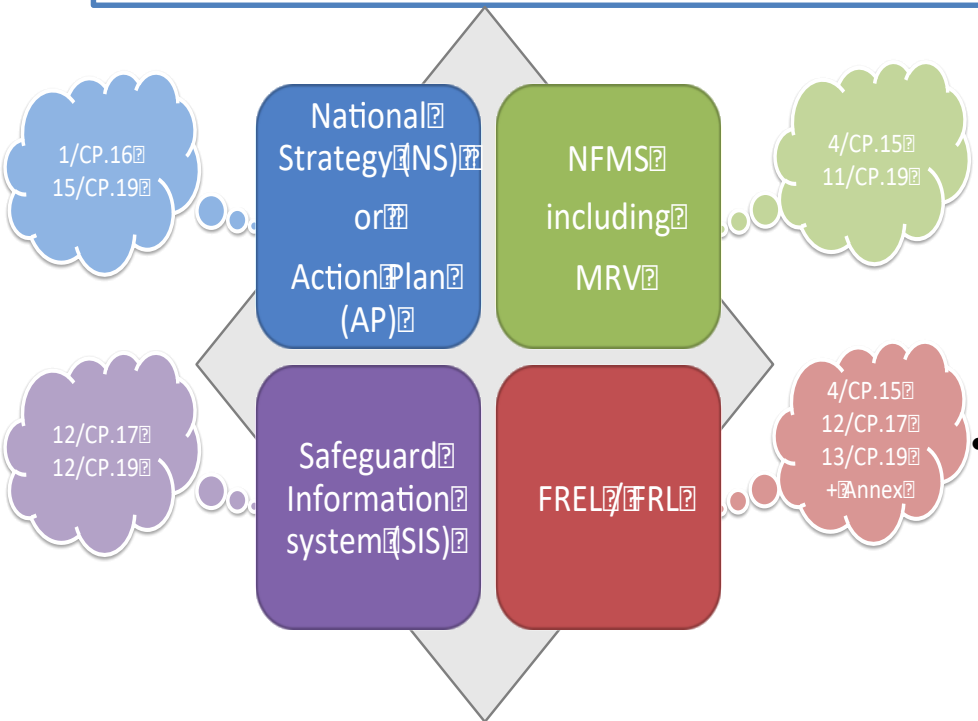 1/CP.16
15/CP.19
National
Strategy (NS)
or
Action Plan
(AP)
NFMS
including
MRV
4/CP.15
11/CP.19
12/CP.17
12/CP.19
Safeguard
Information
system (SIS)
FREL / FRL
4/CP.15
12/CP.17
13/CP.19
+ Annex